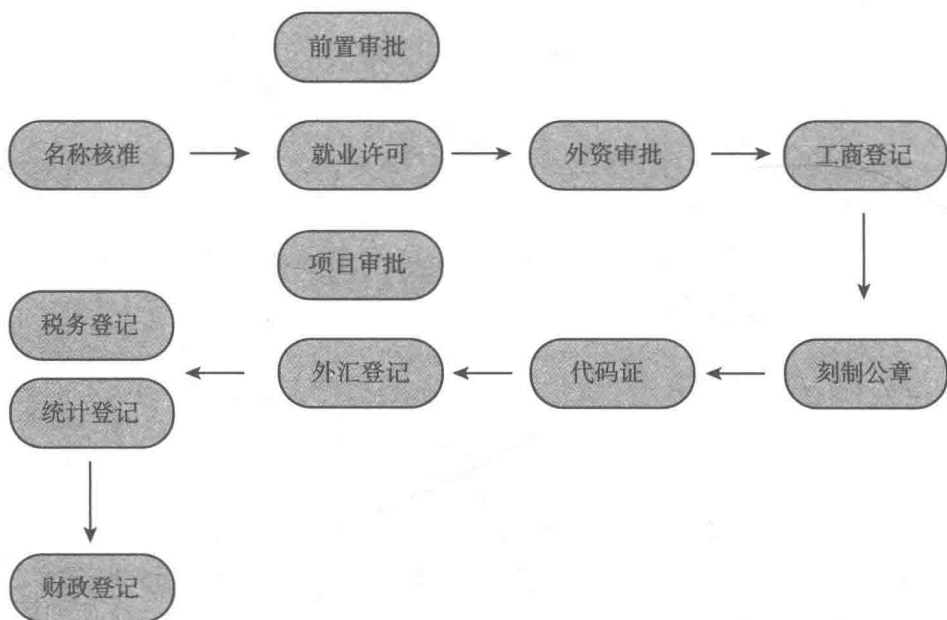 前置审批
名称核准
就业许可
外资审批
工商登记
项目审批
税务登记
外汇登记
代码证
刻制公章
统计登记
财政登记